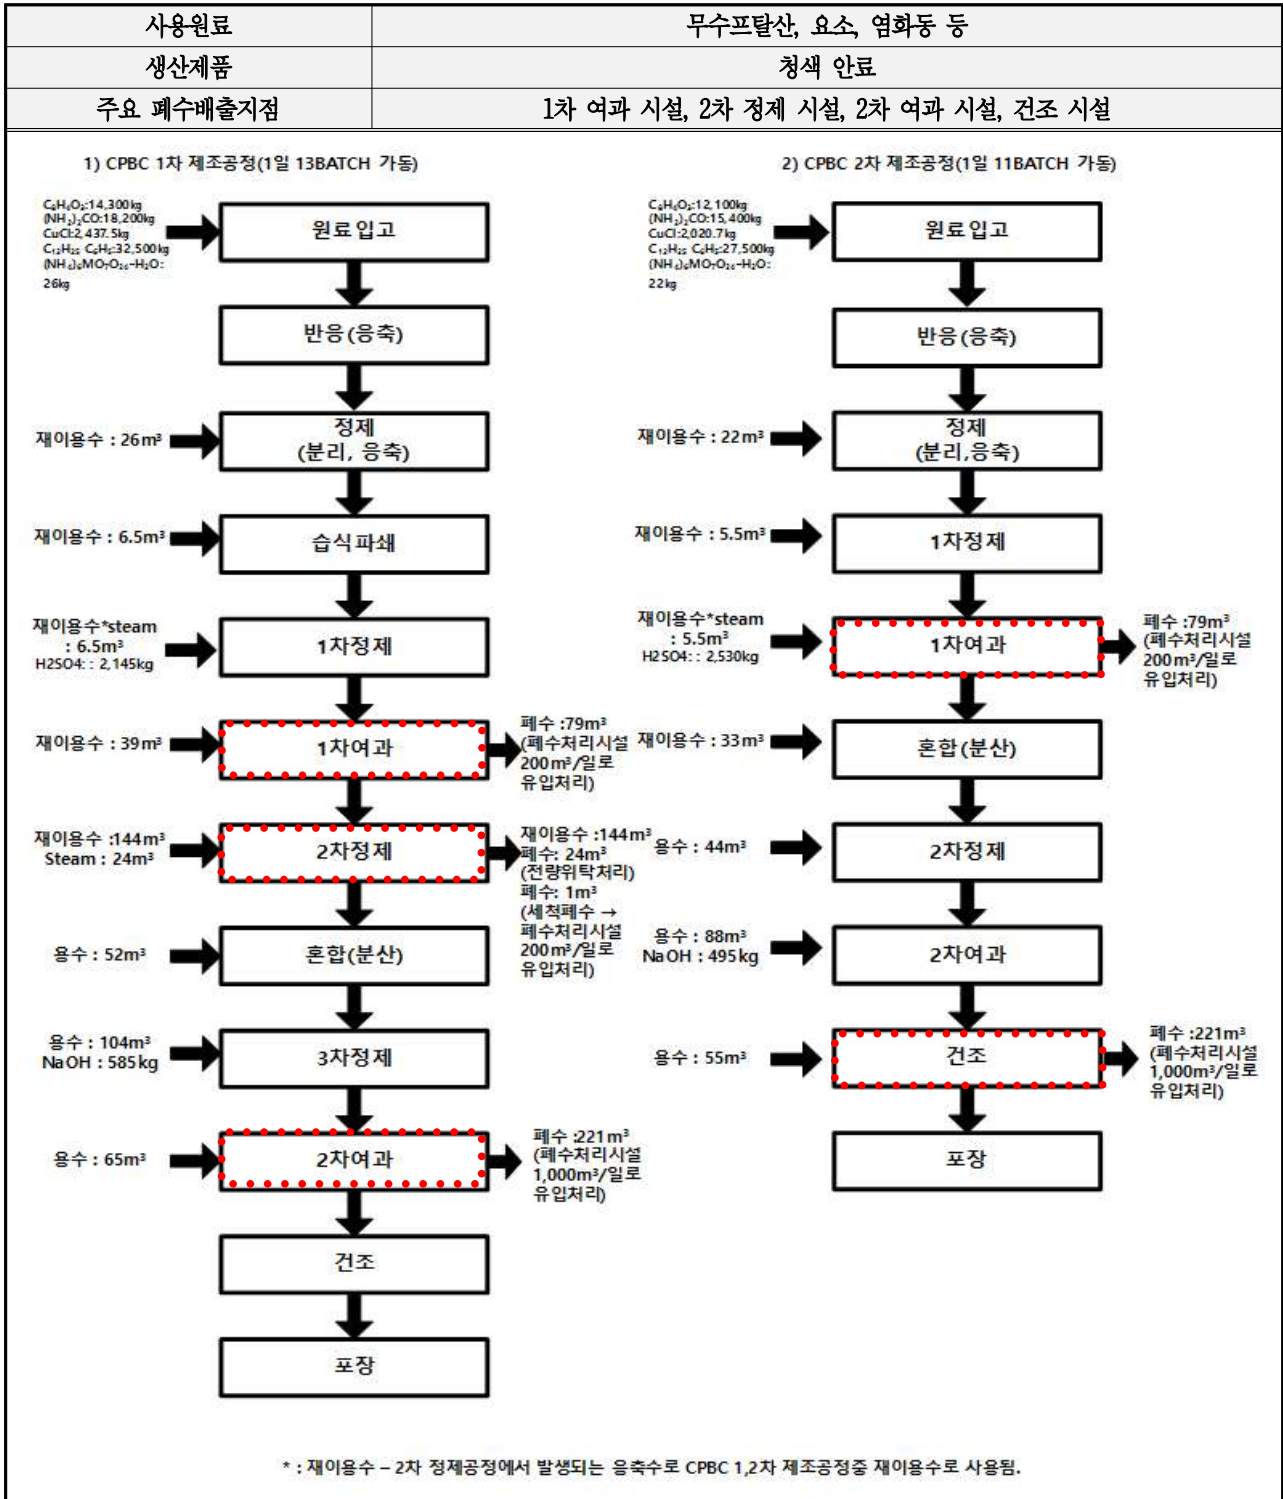 사용원료 무수프탈산, 요소, 염화동 등
생산제품 청색 안료
주요 폐수배출지점 1차 여과 시설, 2차 정제 시설, 2차 여과 시설, 건조 시설
1) CPBC 1차 제조공정(1일 13BATCH 가동)
C₈H₄O₃:14,300kg
(NH₂)₂CO:18,200kg
CuCl:2,437.5kg
C₁₂H₂₅ C₆H₅:32,500kg
(NH₄)₆MO₇O₂₄-H₂O:
26kg
원료입고
반응(응축)
재이용수 : 26m³
정제
(분리, 응축)
재이용수 : 6.5m³
습식파쇄
재이용수*steam
: 6.5m³
H2SO4: : 2,145kg
1차정제
재이용수 : 39m³
1차여과
폐수 :79m³
(폐수처리시설
200m³/일로
유입처리)
재이용수 :144m³
Steam : 24m³
2차정제
재이용수 :144m³
폐수: 24m³
(전량위탁처리)
폐수: 1m³
(세척폐수 →
폐수처리시설
200m³/일로
유입처리)
용수 : 52m³
혼합(분산)
용수 : 104m³
NaOH : 585kg
3차정제
용수 : 65m³
2차여과
폐수 :221m³
(폐수처리시설
1,000m³/일로
유입처리)
건조
포장
2) CPBC 2차 제조공정(1일 11BATCH 가동)
C₈H₄O₃:12,100kg
(NH₂)₂CO:15,400kg
CuCl:2,020.7kg
C₁₂H₂₅ C₆H₅:27,500kg
(NH₄)₆MO₇O₂₄-H₂O:
22kg
원료입고
반응(응축)
재이용수 : 22m³
정제
(분리,응축)
재이용수 : 5.5m³
1차정제
재이용수*steam
: 5.5m³
H2SO4: : 2,530kg
1차여과
폐수 :79m³
(폐수처리시설
200m³/일로
유입처리)
재이용수 : 33m³
혼합(분산)
용수 : 44m³
2차정제
용수 : 88m³
NaOH : 495kg
2차여과
용수 : 55m³
건조
폐수 :221m³
(폐수처리시설
1,000m³/일로
유입처리)
포장
* : 재이용수 – 2차 정제공정에서 발생되는 응축수로 CPBC 1,2차 제조공정중 재이용수로 사용됨.